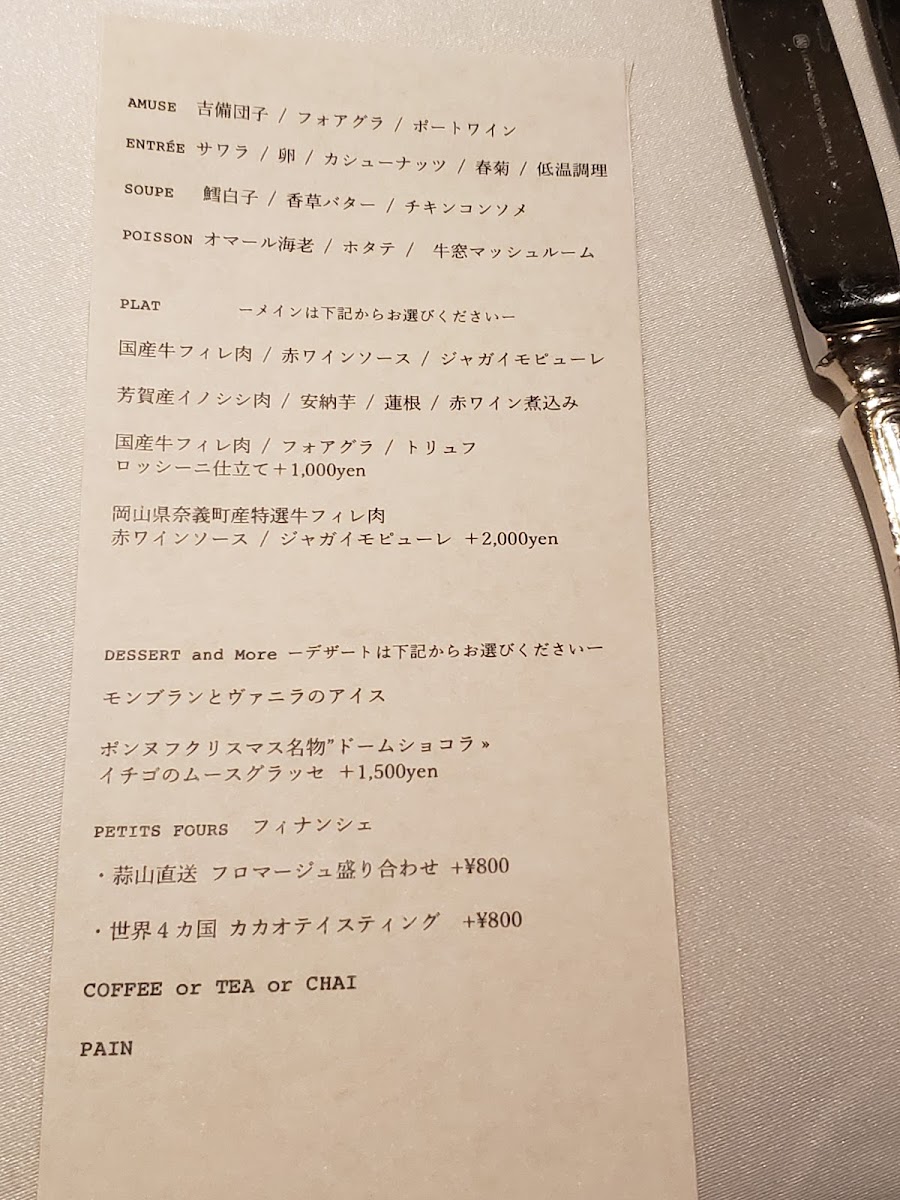 AMUSE 吉備団子 / フォアグラ / ポートワイン
ENTRÉE サワラ / 卵 / カシューナッツ / 春菊 / 低温調理
SOUPE 鱈白子 / 香草バター / チキンコンソメ
POISSON オマール海老 / ホタテ / 牛窓マッシュルーム
PLAT ーメインは下記からお選びくださいー
国産牛フィレ肉 / 赤ワインソース / ジャガイモピューレ
芳賀産イノシシ肉 / 安納芋 / 蓮根 / 赤ワイン煮込み
国産牛フィレ肉 / フォアグラ / トリュフ
ロッシーニ仕立て＋1,000yen
岡山県奈義町産特選牛フィレ肉
赤ワインソース / ジャガイモピューレ ＋2,000yen
DESSERT and More ーデザートは下記からお選びくださいー
モンブランとヴァニラのアイス
ポンヌフクリスマス名物”ドームショコラ »
イチゴのムースグラッセ ＋1,500yen
PETITS FOURS フィナンシェ
・蒜山直送 フロマージュ盛り合わせ +¥800
・世界４カ国 カカオテイスティング +¥800
COFFEE or TEA or CHAI
PAIN